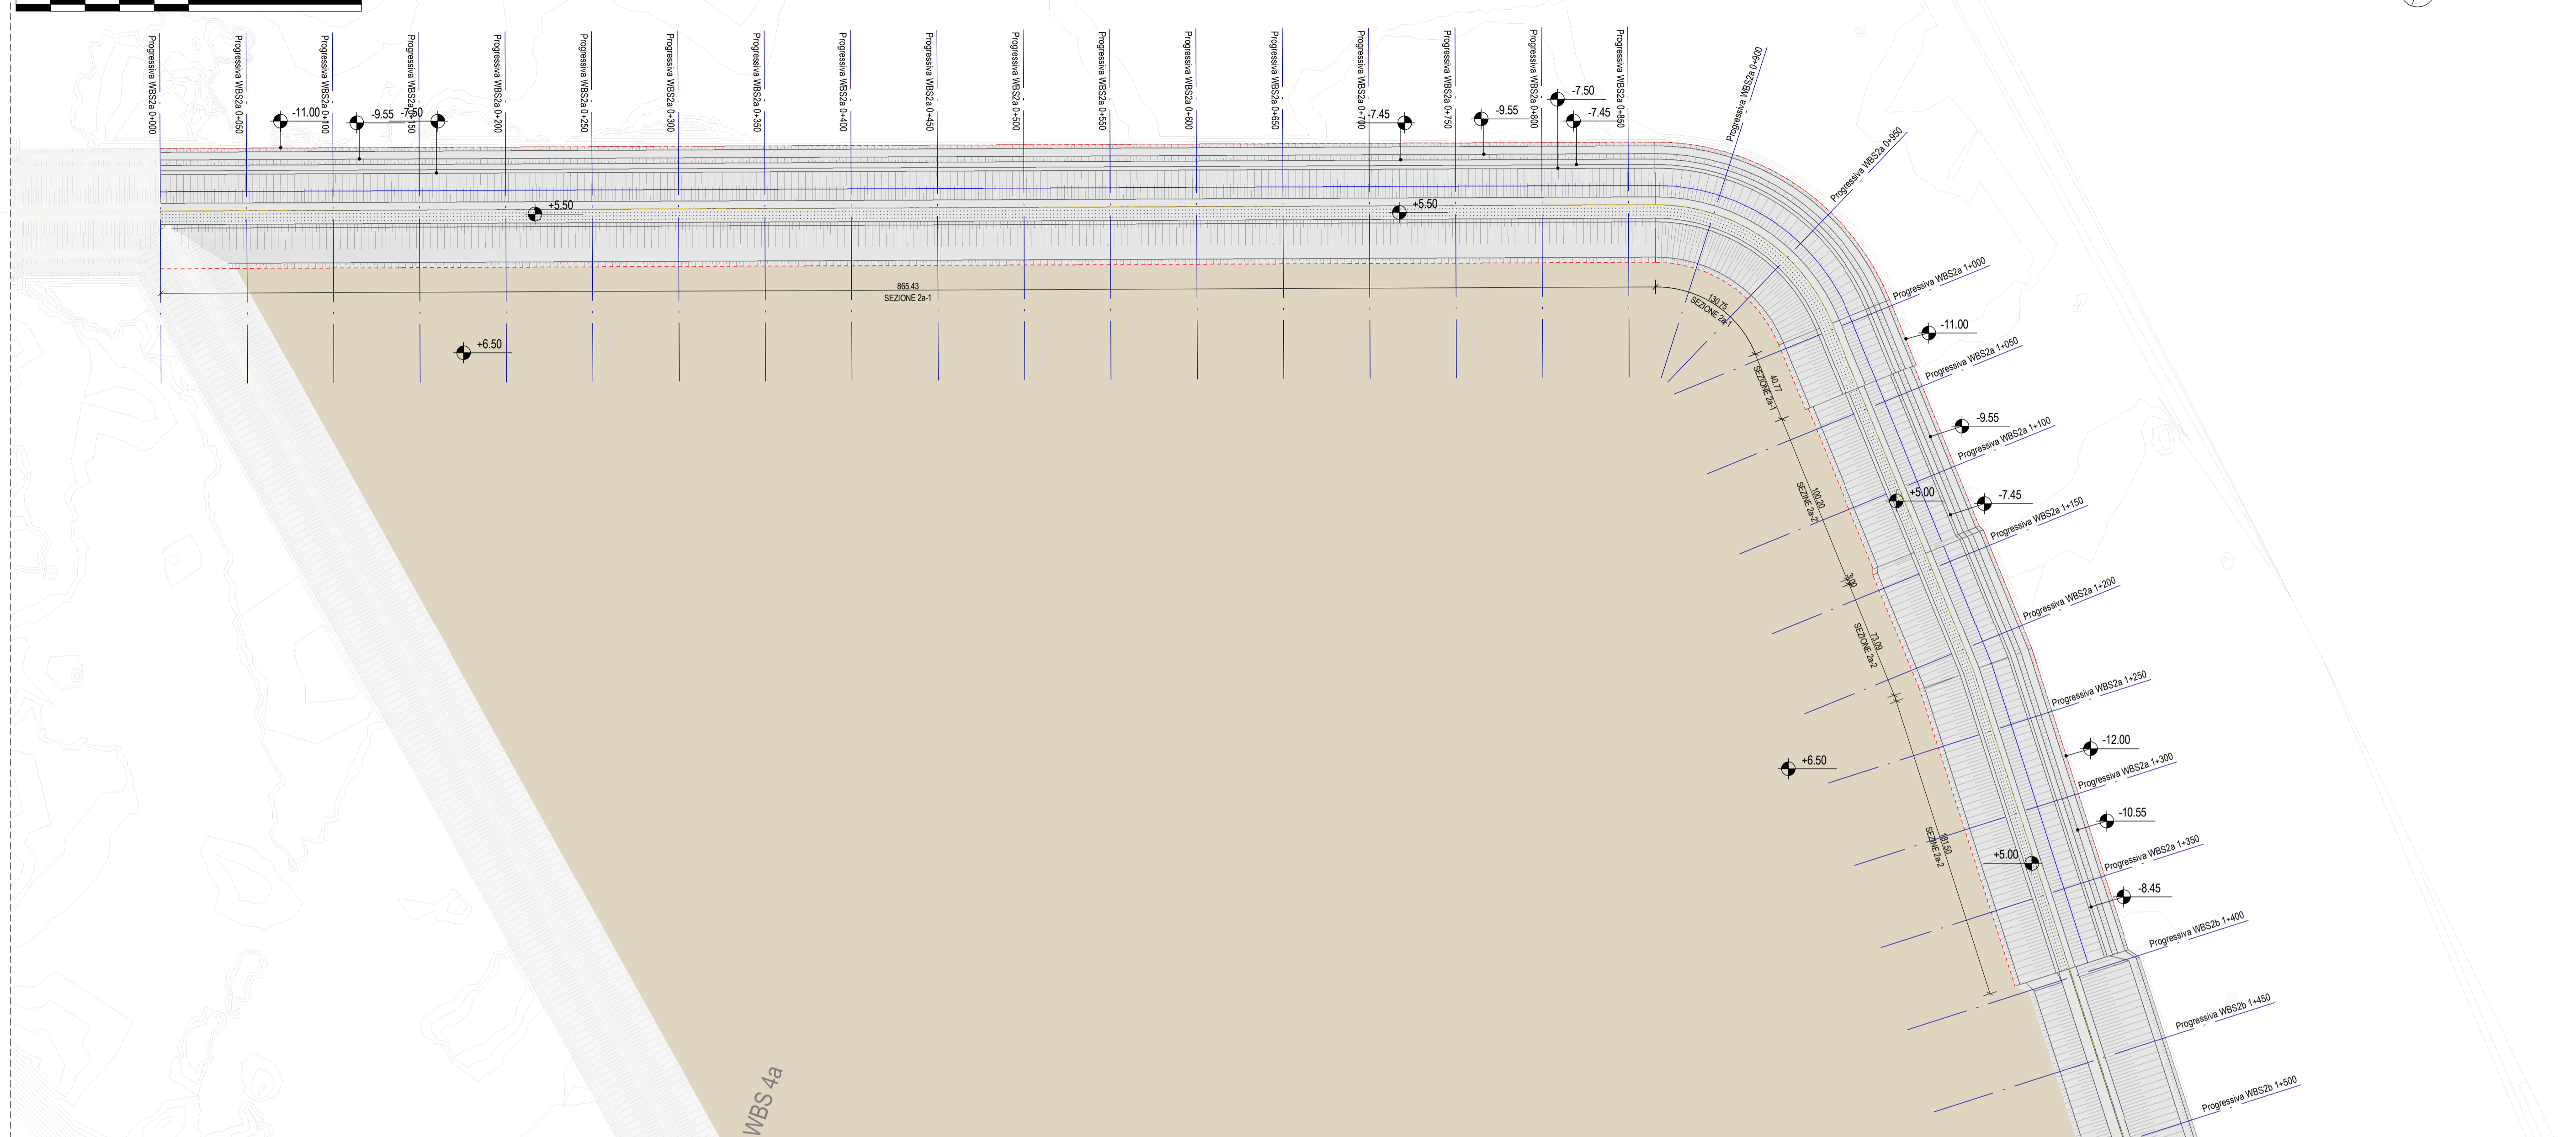 Progressiva WBS2a 0+000
Progressiva WBS2a 0+050
Progressiva WBS2a 0+100
Progressiva WBS2a 0+150
Progressiva WBS2a 0+200
Progressiva WBS2a 0+250
Progressiva WBS2a 0+300
Progressiva WBS2a 0+350
Progressiva WBS2a 0+400
Progressiva WBS2a 0+450
Progressiva WBS2a 0+500
Progressiva WBS2a 0+550
Progressiva WBS2a 0+600
Progressiva WBS2a 0+650
Progressiva WBS2a 0+700
Progressiva WBS2a 0+750
Progressiva WBS2a 0+800
Progressiva WBS2a 0+850
Progressiva WBS2a 0+900
Progressiva WBS2a 0+950
-11.00
-9.55
-7.50
-7.45
-9.55
-7.50
-7.45
+5.50
+5.50
865.43
SEZIONE 2a-1
130.75
SEZIONE 2a-1
+6.50
Progressiva WBS2a 1+000
-11.00
Progressiva WBS2a 1+050
40.77
SEZIONE 2a-1
-9.55
Progressiva WBS2a 1+100
100.20
SEZINE 2a-2
+5.00
-7.45
Progressiva WBS2a 1+150
3.00
Progressiva WBS2a 1+200
73.09
SEZIONE 2a-2
Progressiva WBS2a 1+250
-12.00
+6.50
Progressiva WBS2a 1+300
-10.55
181.50
SEZINE 2a-2
+5.00
Progressiva WBS2a 1+350
-8.45
Progressiva WBS2b 1+400
Progressiva WBS2b 1+450
Progressiva WBS2b 1+500
WBS 4a